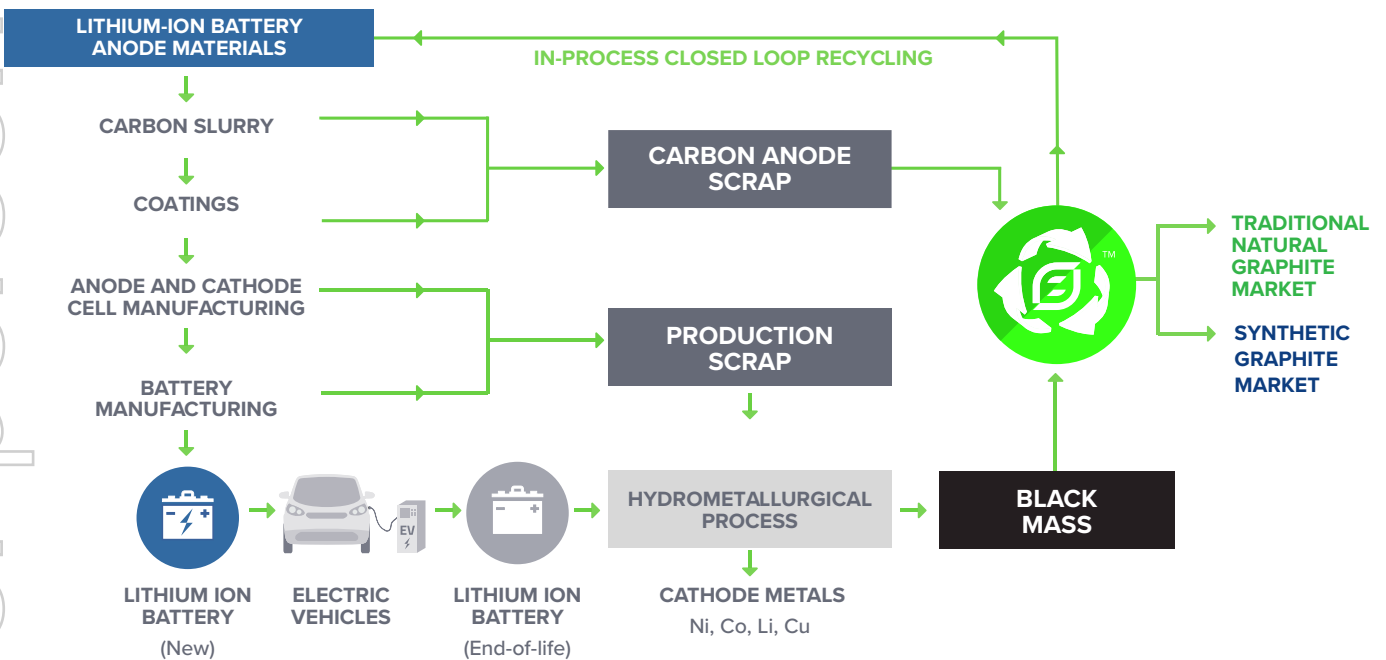 LITHIUM-ION BATTERY
ANODE MATERIALS
IN-PROCESS CLOSED LOOP RECYCLING
CARBON SLURRY
CARBON ANODE
SCRAP
COATINGS
TRADITIONAL
NATURAL
GRAPHITE
MARKET
TM
ANODE AND CATHODE
CELL MANUFACTURING
PRODUCTION
SCRAP
SYNTHETIC
GRAPHITE
MARKET
BATTERY
MANUFACTURING
EV
HYDROMETALLURGICAL
PROCESS
BLACK
MASS
LITHIUM ION
BATTERY
(New)
ELECTRIC
VEHICLES
LITHIUM ION
BATTERY
(End-of-life)
CATHODE METALS
Ni, Co, Li, Cu